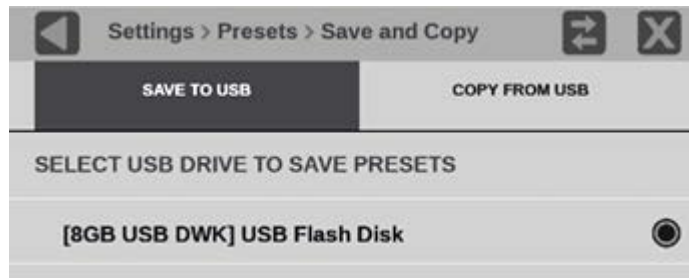 Settings > Presets > Save and Copy
SAVE TO USB
COPY FROM USB
SELECT USB DRIVE TO SAVE PRESETS
[8GB USB DWK] USB Flash Disk